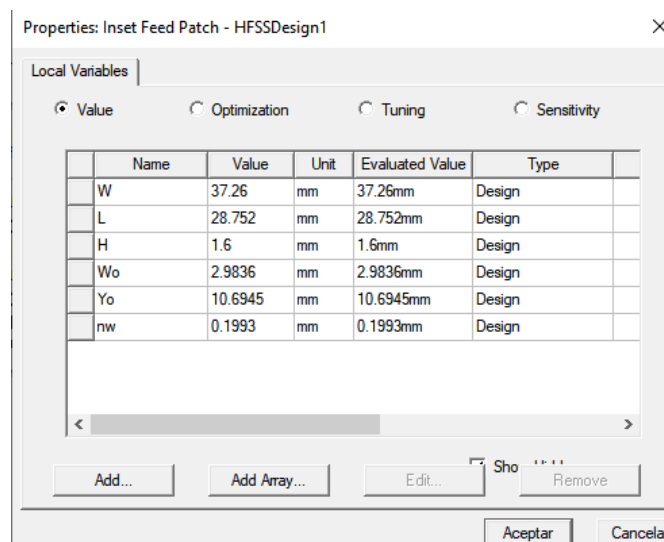 Properties: Inset Feed Patch - HFSSDesign1
Local Variables
Value Optimization Tuning Sensitivity
Name Value Unit Evaluated Value Type
W 37.26 mm 37.26mm Design
L 28.752 mm 28.752mm Design
H 1.6 mm 1.6mm Design
Wo 2.9836 mm 2.9836mm Design
Yo 10.6945 mm 10.6945mm Design
nw 0.1993 mm 0.1993mm Design
Add... Add Array... Edit... Remove
Aceptar Cancela